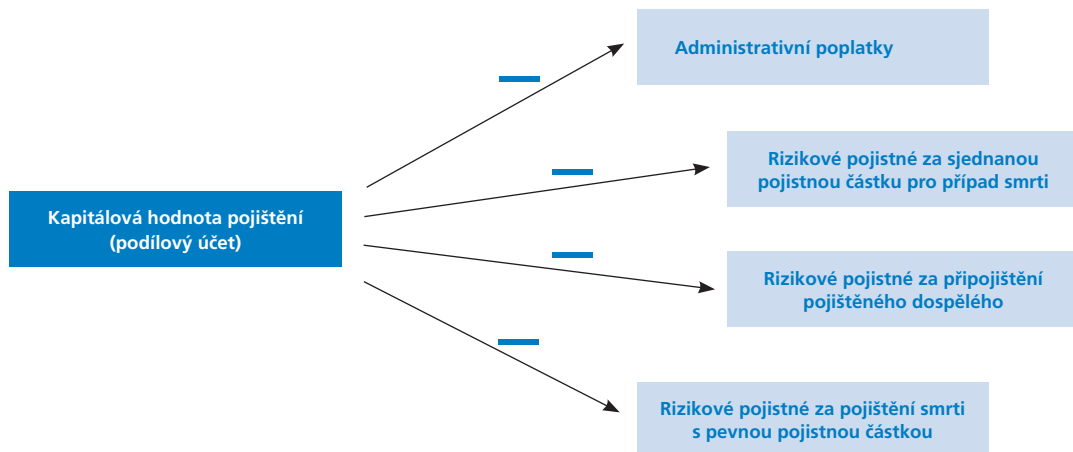 Administrativní poplatky
Rizikové pojistné za sjednanou
pojistnou částku pro případ smrti
Kapitálová hodnota pojištění
(podílový účet)
Rizikové pojistné za připojištění
pojištěného dospělého
Rizikové pojistné za pojištění smrti
s pevnou pojistnou částkou